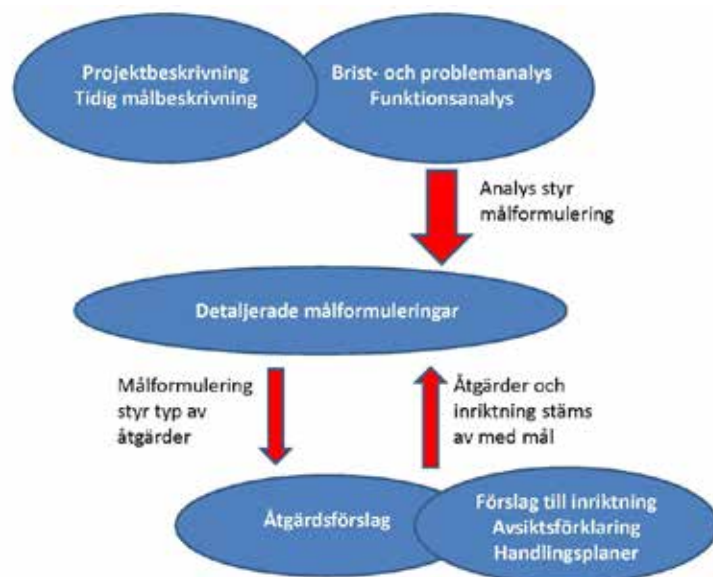 Projektbeskrivning
Tidig målbeskrivning
Brist- och problemanalys
Funktionsanalys
Analys styr
målformulering
Detaljerade målformuleringar
Målformulering
styr typ av
åtgärder
Åtgärder och
inriktning stäms
av med mål
Åtgärdsförslag
Förslag till inriktning
Avsiktsförklaring
Handlingsplaner